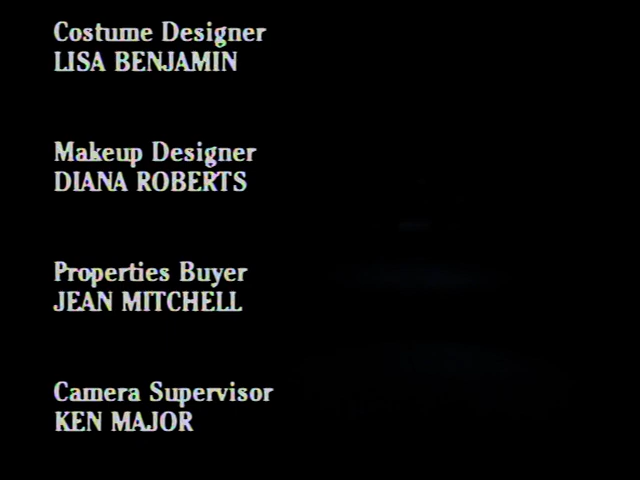 Costume Designer
LISA BENJAMIN
Makeup Designer
DIANA ROBERTS
Properties Buyer
JEAN MITCHELL
Camera Supervisor
KEN MAJOR